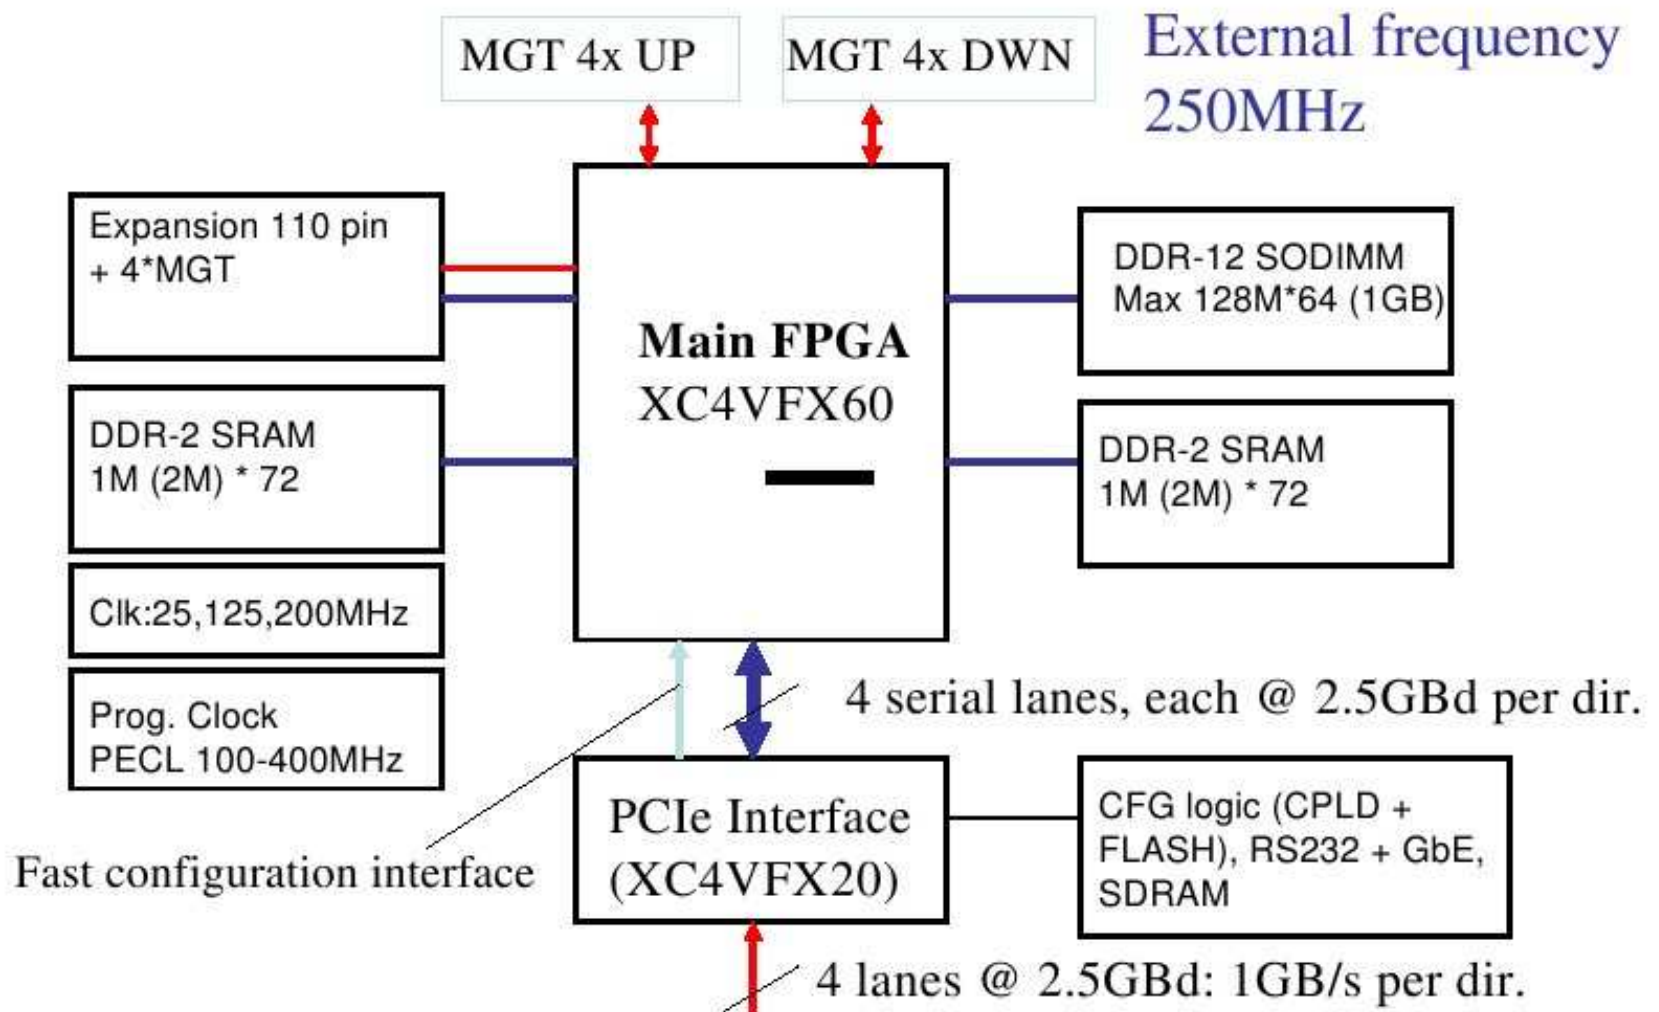 MGT 4x UP
MGT 4x DWN
External frequency
250MHz
Expansion 110 pin
+ 4*MGT
DDR-12 SODIMM
Max 128M*64 (1GB)
Main FPGA
XC4VFX60
DDR-2 SRAM
1M (2M) * 72
DDR-2 SRAM
1M (2M) * 72
Clk:25,125,200MHz
Prog. Clock
PECL 100-400MHz
4 serial lanes, each @ 2.5GBd per dir.
Fast configuration interface
PCIe Interface
(XC4VFX20)
CFG logic (CPLD +
FLASH), RS232 + GbE,
SDRAM
4 lanes @ 2.5GBd: 1GB/s per dir.